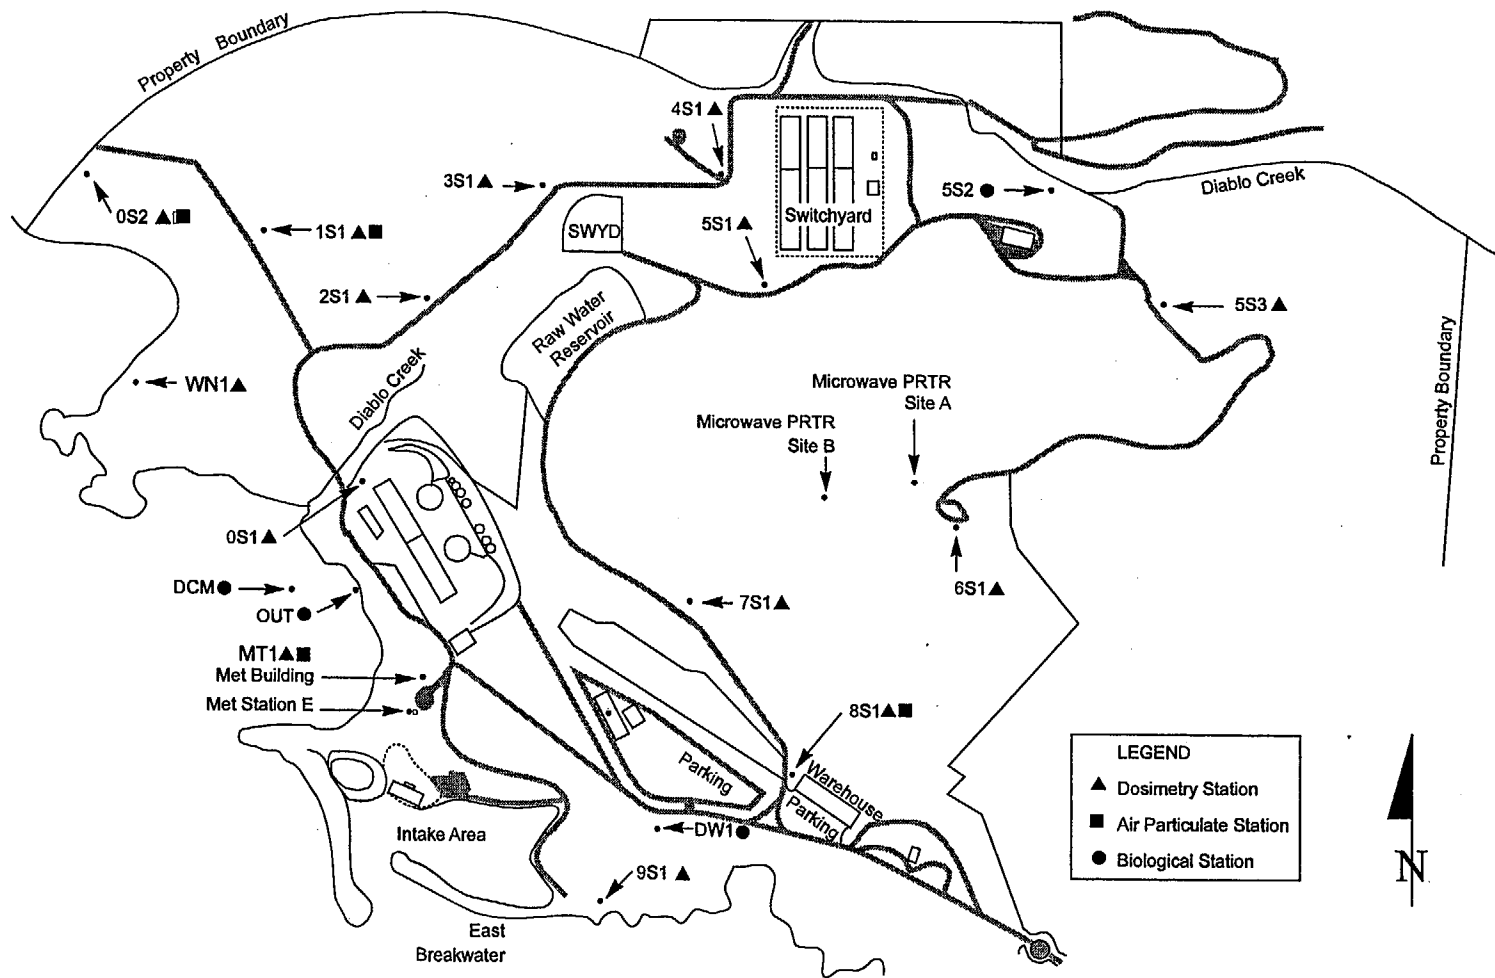 Property Boundary
4S1
3S1
Diablo Creek
5S2
0S2
1S1
Switchyard
5S1
SWYD
2S1
5S3
Raw Water
Reservoir
Diablo Creek
WN1
Microwave PRTR
Site A
Microwave PRTR
Site B
Property Boundary
0S1
DCM
OUT
7S1
6S1
MT1
Met Building
Met Station E
8S1
Parking
Warehouse
Parking
Intake Area
DW1
9S1
East
Breakwater
LEGEND
Dosimetry Station
Air Particulate Station
Biological Station
N